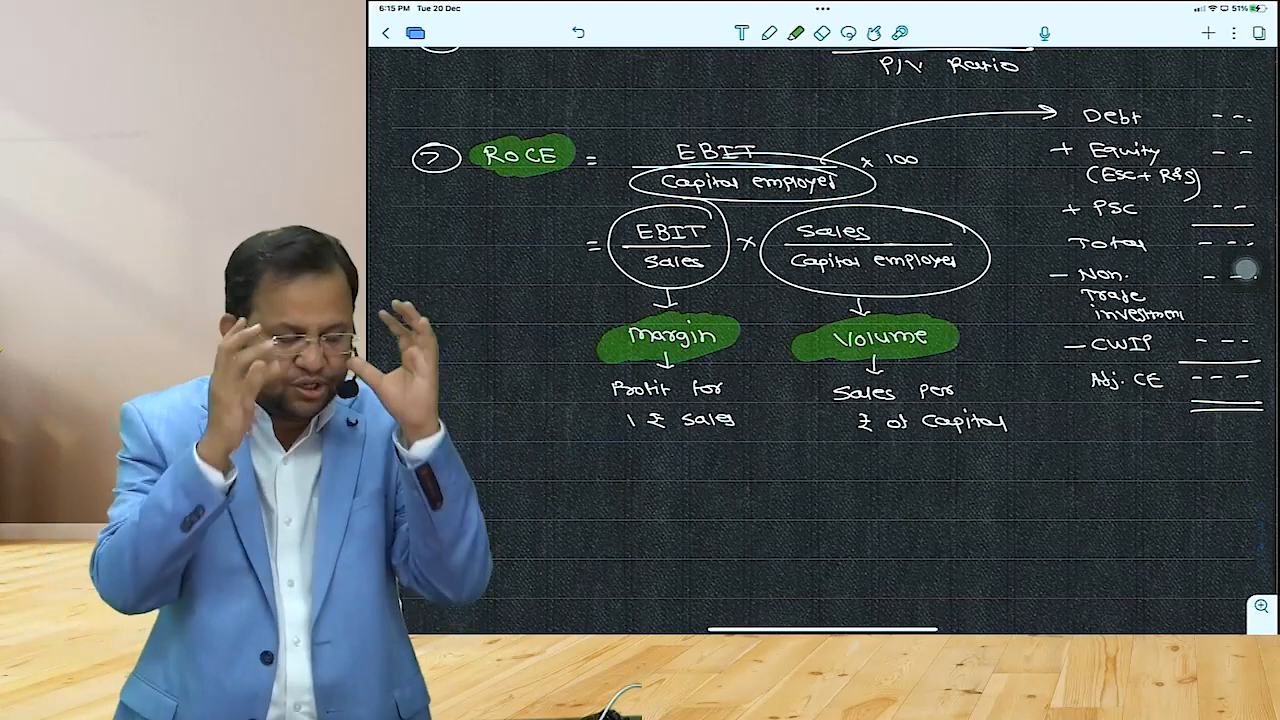 6:15 PM Tue 20 Dec
51%
P/V Ratio
7 ROCE = EBIT / Capital employed × 100
= EBIT / Sales × Sales / Capital employed
Margin Volume
Profit for Sales Per
1 ₹ Sales ₹ of Capital
Debt ---
+ Equity --
(ESC + R&S)
+ PSC --
Total ---
- Non. --
Trade
investment
- CWIP ---
Adj. CE ---